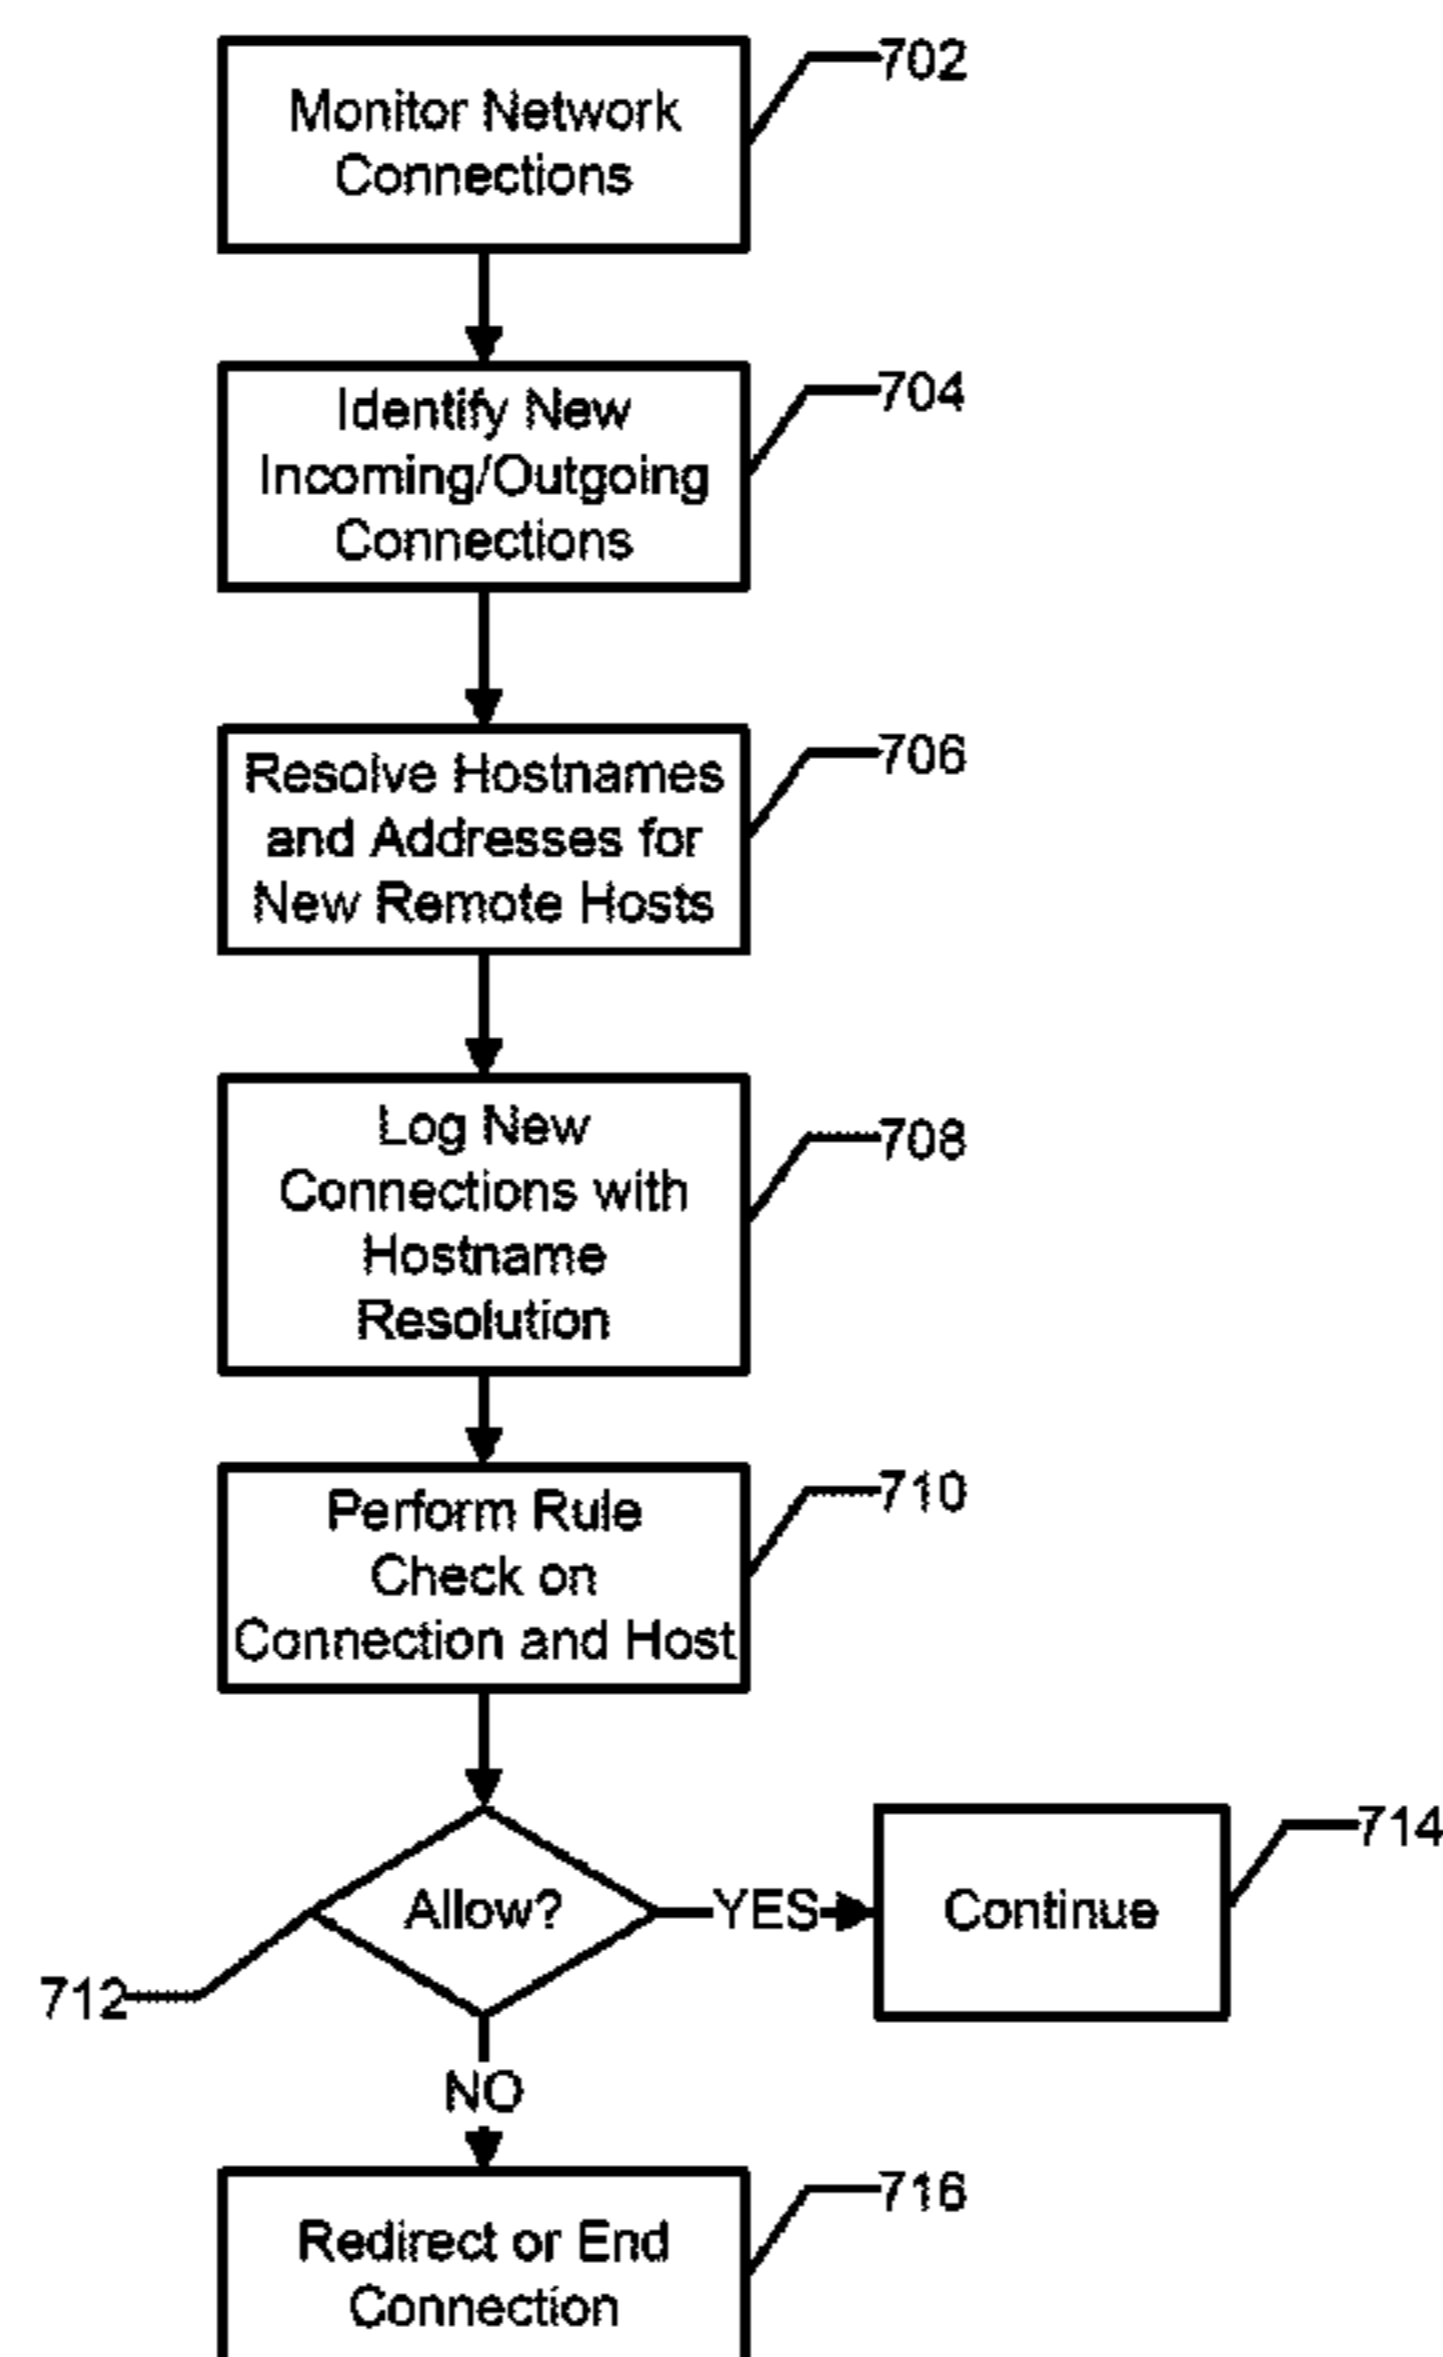 Monitor Network
Connections
702
Identify New
Incoming/Outgoing
Connections
704
Resolve Hostnames
and Addresses for
New Remote Hosts
706
Log New
Connections with
Hostname
Resolution
708
Perform Rule
Check on
Connection and Host
710
Allow?
712
YES
Continue
714
NO
Redirect or End
Connection
716